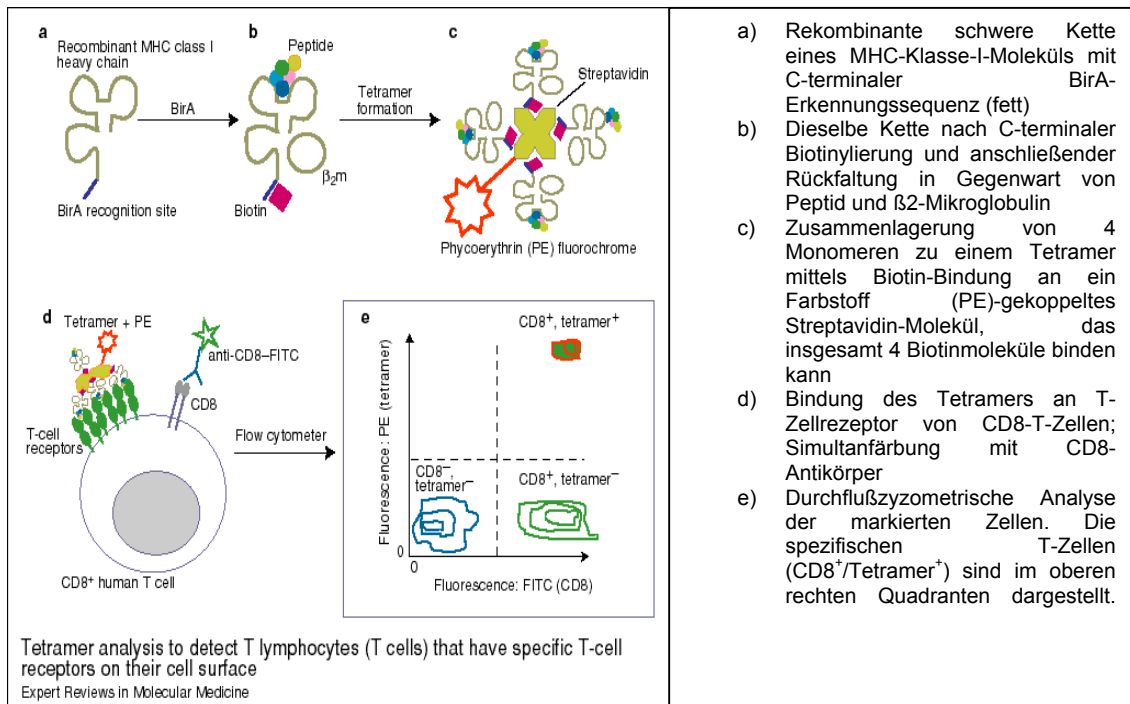 a
Recombinant MHC class I
heavy chain
BirA
BirA recognition site
b
Peptide
β2m
Biotin
Tetramer
formation
c
Streptavidin
Phycoerythrin (PE) fluorochrome
d
Tetramer + PE
anti-CD8–FITC
CD8
T-cell
receptors
CD8+ human T cell
Flow cytometer
e
CD8+, tetramer+
Fluorescence : PE (tetramer)
CD8–,
tetramer–
CD8+, tetramer–
0
0
Fluorescence: FITC (CD8)
Tetramer analysis to detect T lymphocytes (T cells) that have specific T-cell
receptors on their cell surface
Expert Reviews in Molecular Medicine
a) Rekombinante schwere Kette
eines MHC-Klasse-I-Moleküls mit
C-terminaler BirA-
Erkennungssequenz (fett)
b) Dieselbe Kette nach C-terminaler
Biotinylierung und anschließender
Rückfaltung in Gegenwart von
Peptid und ß2-Mikroglobulin
c) Zusammenlagerung von 4
Monomeren zu einem Tetramer
mittels Biotin-Bindung an ein
Farbstoff (PE)-gekoppeltes
Streptavidin-Molekül, das
insgesamt 4 Biotinmoleküle binden
kann
d) Bindung des Tetramers an T-
Zellrezeptor von CD8-T-Zellen;
Simultanfärbung mit CD8-
Antikörper
e) Durchflußzyzometrische Analyse
der markierten Zellen. Die
spezifischen T-Zellen
(CD8+/Tetramer+) sind im oberen
rechten Quadranten dargestellt.